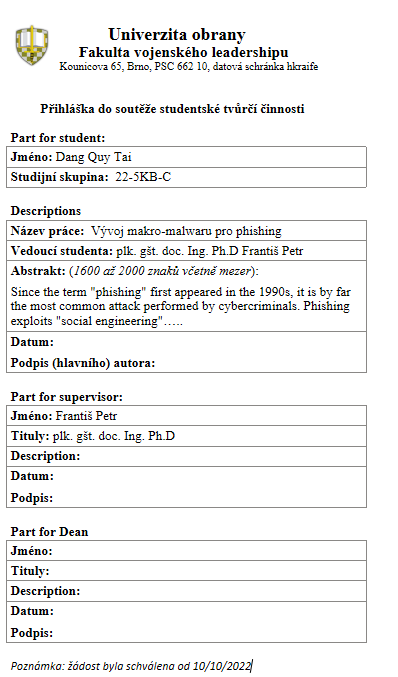 Univerzita obrany
Fakulta vojenského leadershipu
Kounicova 65, Brno, PSC 662 10, datová schránka hkraife
Přihláška do soutěže studentské tvůrčí činnosti
Part for student:
Jméno: Dang Quy Tai
Studijní skupina: 22-5KB-C
Descriptions
Název práce: Vývoj makro-malwaru pro phishing
Vedoucí studenta: plk. gšt. doc. Ing. Ph.D Františ Petr
Abstrakt: (1600 až 2000 znaků včetně mezer):
Since the term "phishing" first appeared in the 1990s, it is by far
the most common attack performed by cybercriminals. Phishing
exploits "social engineering"…..
Datum:
Podpis (hlavního) autora:
Part for supervisor:
Jméno: Františ Petr
Tituly: plk. gšt. doc. Ing. Ph.D
Description:
Datum:
Podpis:
Part for Dean
Jméno:
Tituly:
Description:
Datum:
Podpis:
Poznámka: žádost byla schválena od 10/10/2022